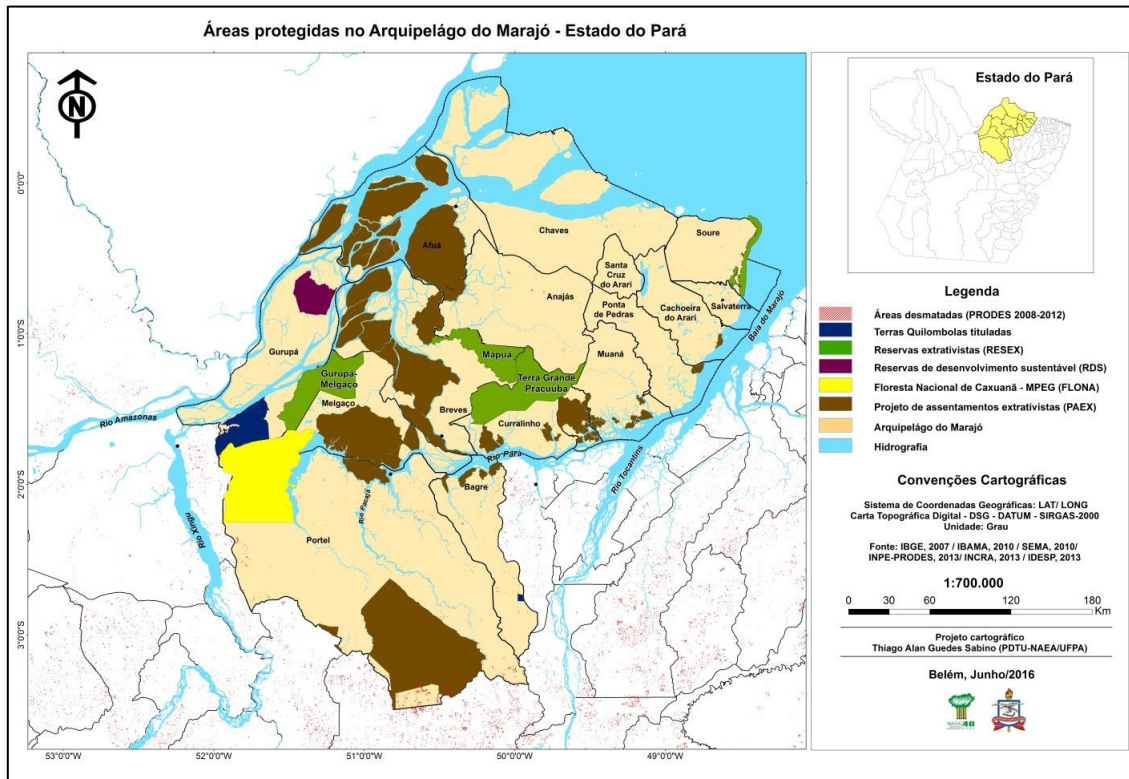 Áreas protegidas no Arquipelágo do Marajó - Estado do Pará
N
0°0'0"
1°0'0"S
2°0'0"S
3°0'0"S
53°0'0"W
52°0'0"W
51°0'0"W
50°0'0"W
49°0'0"W
Chaves
Soure
Afuá
Santa
Cruz
do Arari
Anajás
Ponta
de Pedras
Cachoeira
do Arari
Salvaterra
Baia do Marajó
Gurupá
Mapuá
Muaná
Gurupa-
Melgaço
Terra Grande
Pracuúba
Melgaço
Breves
Curralinho
Rio Amazonas
Rio Pará
Rio Tocantins
Bagre
Rio Pacajá
Rio Xingu
Portel
Estado do Pará
Legenda
Áreas desmatadas (PRODES 2008-2012)
Terras Quilombolas tituladas
Reservas extrativistas (RESEX)
Reservas de desenvolvimento sustentável (RDS)
Floresta Nacional de Caxuanã - MPEG (FLONA)
Projeto de assentamentos extrativistas (PAEX)
Arquipelágo do Marajó
Hidrografia
Convenções Cartográficas
Sistema de Coordenadas Geográficas: LAT/ LONG
Carta Topográfica Digital - DSG - DATUM - SIRGAS-2000
Unidade: Grau
Fonte: IBGE, 2007 / IBAMA, 2010 / SEMA, 2010/
INPE-PRODES, 2013/ INCRA, 2013 / IDESP, 2013
1:700.000
0 30 60 120 180
Km
Projeto cartográfico
Thiago Alan Guedes Sabino (PDTU-NAEA/UFPA)
Belém, Junho/2016